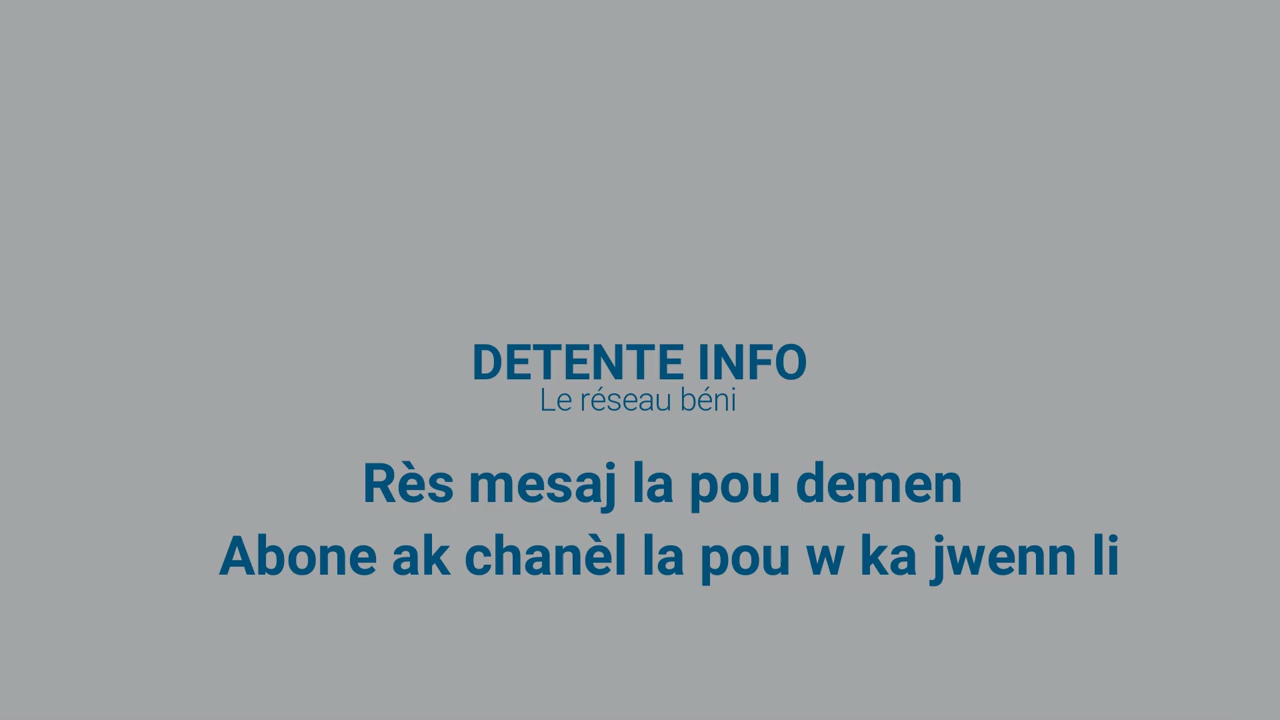 DETENTE INFO
Le réseau béni
Rès mesaj la pou demen
Abone ak chanèl la pou w ka jwenn li